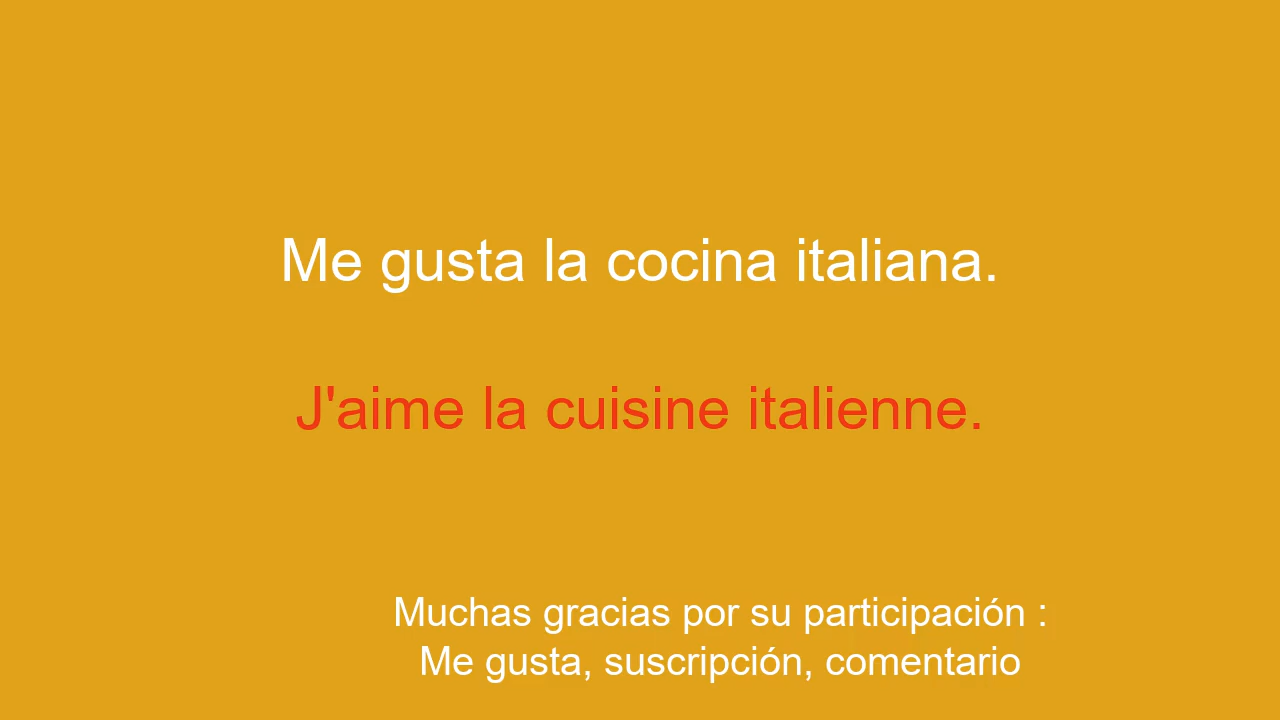 Me gusta la cocina italiana.
J'aime la cuisine italienne.
Muchas gracias por su participación :
Me gusta, suscripción, comentario